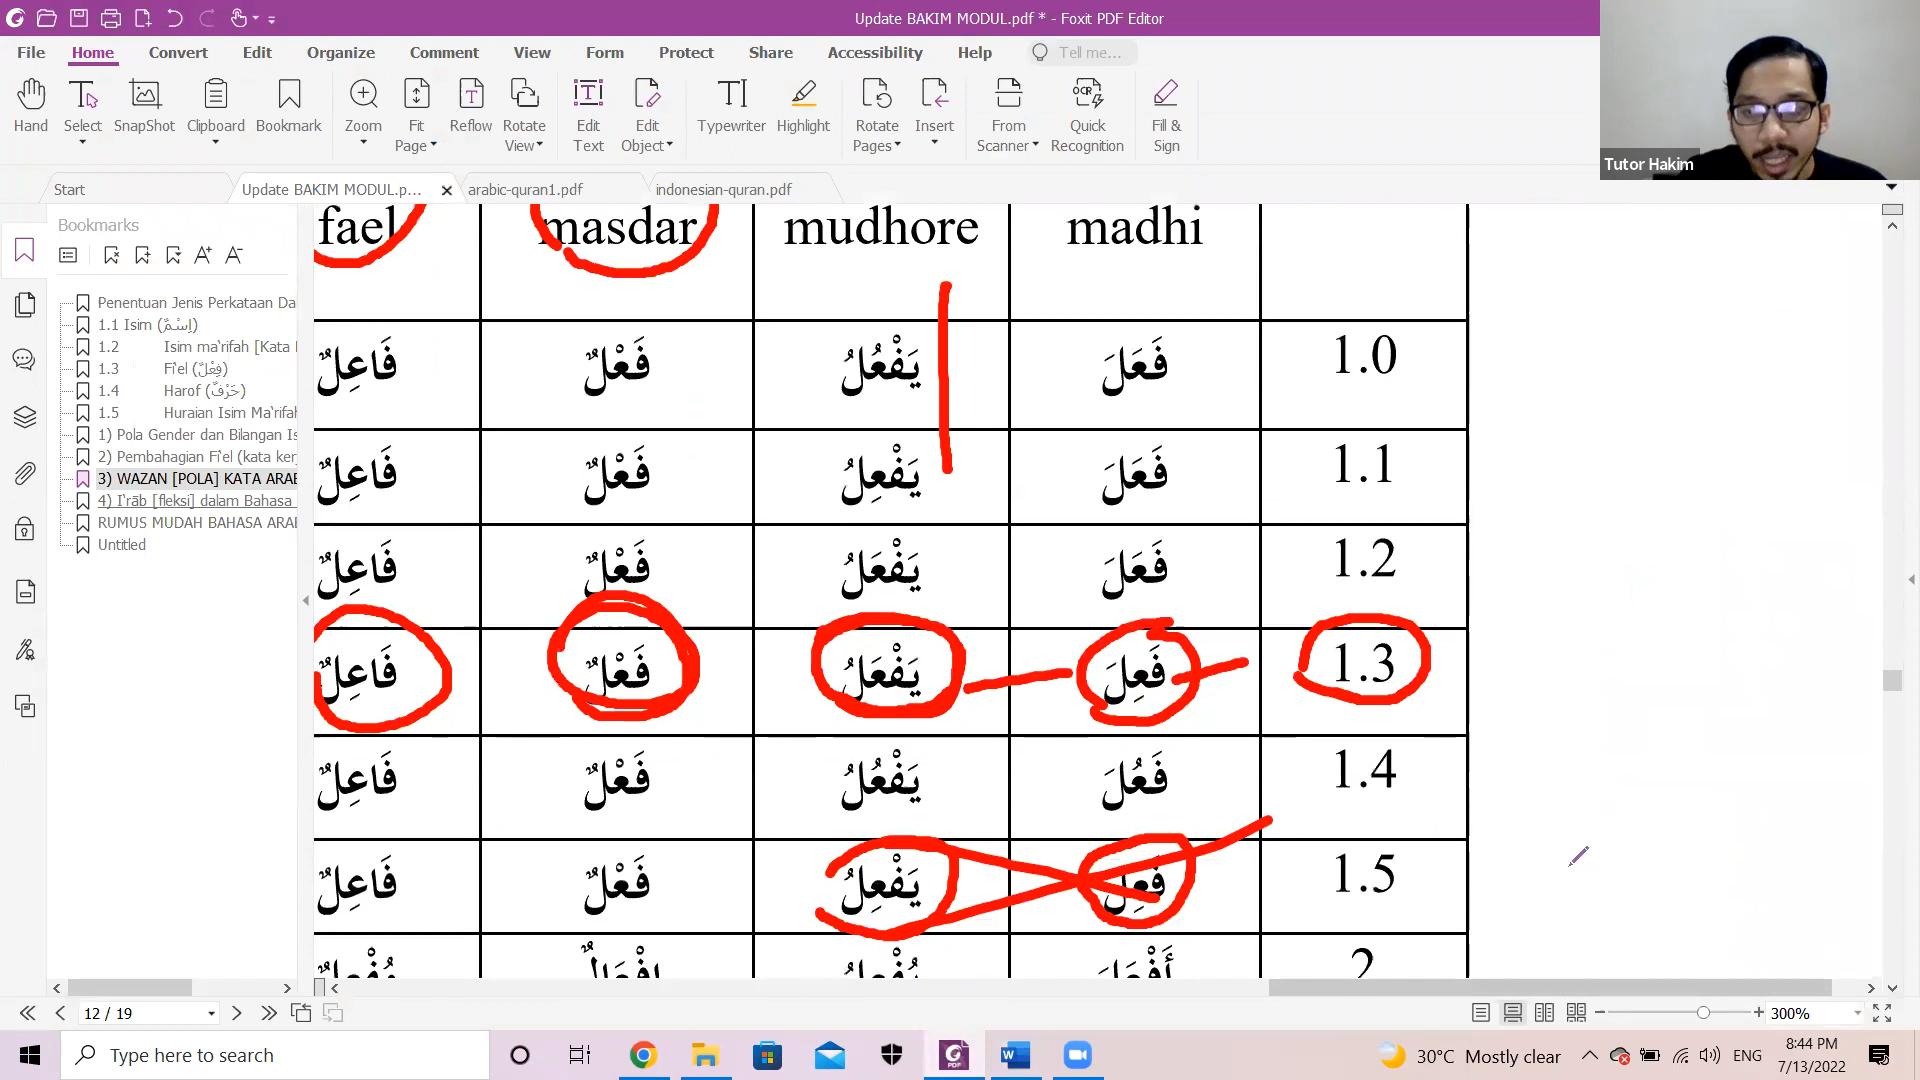 Update BAKIM MODUL.pdf * - Foxit PDF Editor
File Home Convert Edit Organize Comment View Form Protect Share Accessibility Help Tell me...
Hand Select SnapShot Clipboard Bookmark Zoom Fit Page Reflow Rotate View Edit Text Edit Object Typewriter Highlight Rotate Pages Insert From Scanner Quick Recognition Fill & Sign
Tutor Hakim
Start Update BAKIM MODUL.p... arabic-quran1.pdf indonesian-quran.pdf
Bookmarks
Penentuan Jenis Perkataan Da
1.1 Isim (اِسْمٌ)
1.2 Isim ma'rifah [Kata
1.3 Fi'el (فِعْلٌ)
1.4 Harof (حَرْفٌ)
1.5 Huraian Isim Ma'rifah
1) Pola Gender dan Bilangan Is
2) Pembahagian Fi'el (kata ker
3) WAZAN [POLA] KATA ARAB
4) I'rāb [fleksi] dalam Bahasa
RUMUS MUDAH BAHASA ARA
Untitled
fael masdar mudhore madhi
1.0 فَعَلَ يَفْعُلُ فَعْلٌ فَاعِلٌ
1.1 فَعَلَ يَفْعِلُ فَعْلٌ فَاعِلٌ
1.2 فَعَلَ يَفْعَلُ فَعْلٌ فَاعِلٌ
1.3 فَعِلَ يَفْعَلُ فَعْلٌ فَاعِلٌ
1.4 فَعُلَ يَفْعُلُ فَعْلٌ فَاعِلٌ
1.5 فَعِلَ يَفْعِلُ فَعْلٌ فَاعِلٌ
2 أَفْعَلَ يُفْعِلُ إِفْعَالٌ مُفْعِلٌ
12 / 19
300%
Type here to search
30°C Mostly clear
ENG
8:44 PM
7/13/2022